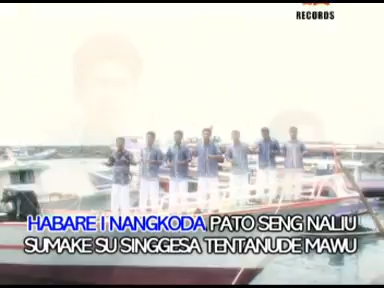 RECORDS
HABARE I NANGKODA, PATO SENG NALIU
SUMAKE SU SINGGESA TENTANUDE MAWU